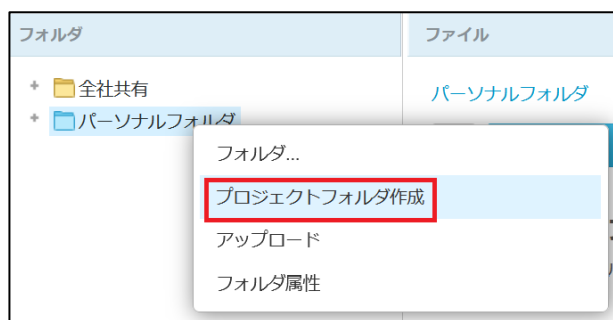 フォルダ
ファイル
全社共有
パーソナルフォルダ
パーソナルフォルダ
フォルダ...
プロジェクトフォルダ作成
アップロード
フォルダ属性